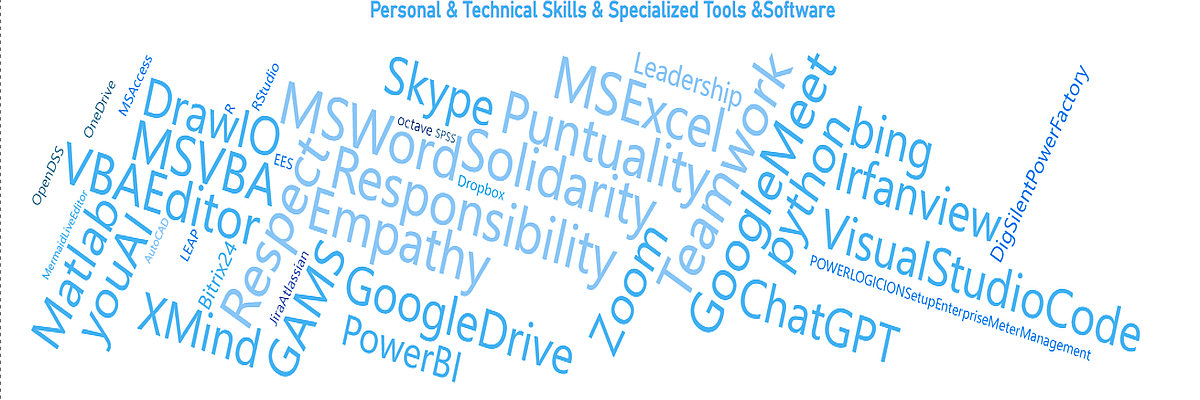 Personal & Technical Skills & Specialized Tools &Software
OneDrive
MSAccess
R
RStudio
DrawIO
MSWord
Skype
octave
SPSS
MSExcel
Leadership
Puntuality
Teamwork
GoogleMeet
python
bing
Irfanview
DigSilentPowerFactory
OpenDSS
VBAEditor
MSVBA
EES
Respect
Responsibility
Solidarity
Dropbox
Empathy
MermaidLiveEditor
Matlab
youAI
AutoCAD
LEAP
Bitrix24
JiraAtlassian
XMind
GAMS
GoogleDrive
PowerBI
Zoom
VisualStudioCode
POWERLOGICIONSetupEnterpriseMeterManagement
ChatGPT